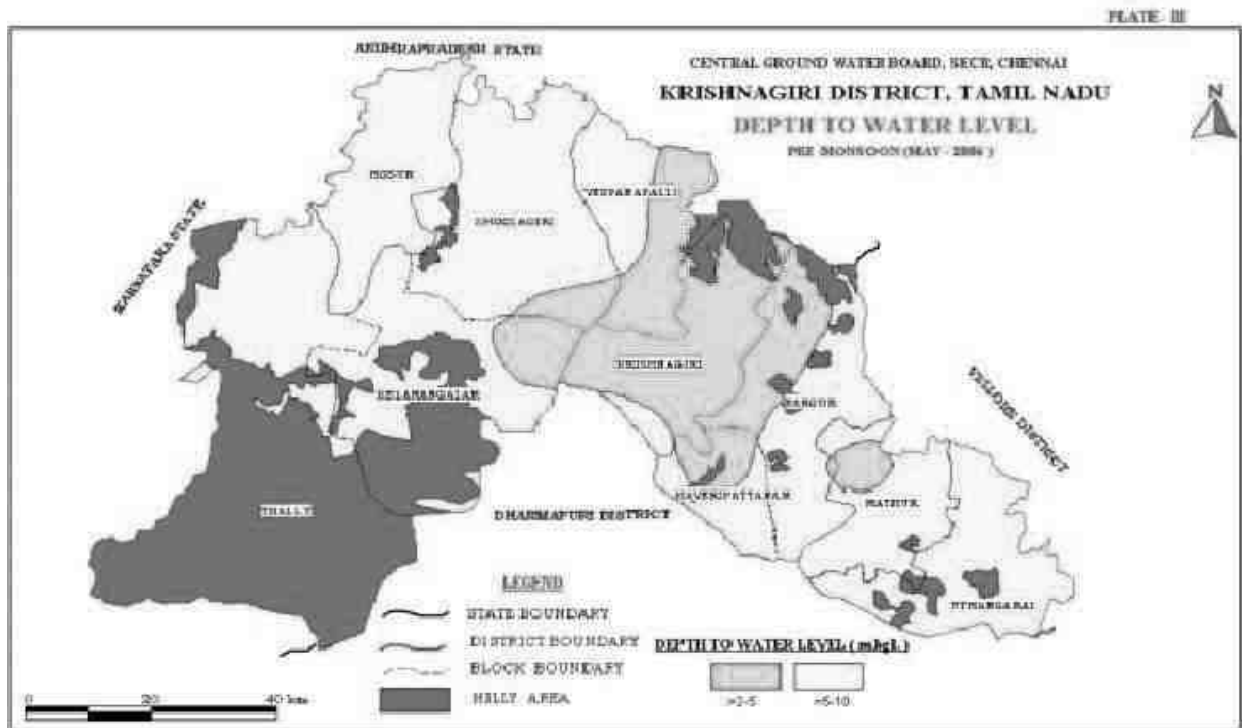 PLATE III
ANDHRAPRADESH STATE
CENTRAL GROUND WATER BOARD, SECR, CHENNAI
KRISHNAGIRI DISTRICT, TAMIL NADU
DEPTH TO WATER LEVEL
PRE MONSOON (MAY - 2006 )
N
HOSUR
VEPPANAPALLI
SHOOLAGIRI
KARNATAKA STATE
KRISHNAGIRI
KELAMANGALAM
BARGUR
VELLORE DISTRICT
KAVERIPATTANAM
MATHUR
THALLY
DHARMAPURI DISTRICT
UTHANGARAI
LEGEND
STATE BOUNDARY
DISTRICT BOUNDARY
BLOCK BOUNDARY
HILLY AREA
DEPTH TO WATER LEVEL ( mbgl. )
>2-5
>5-10
0 20 40 km